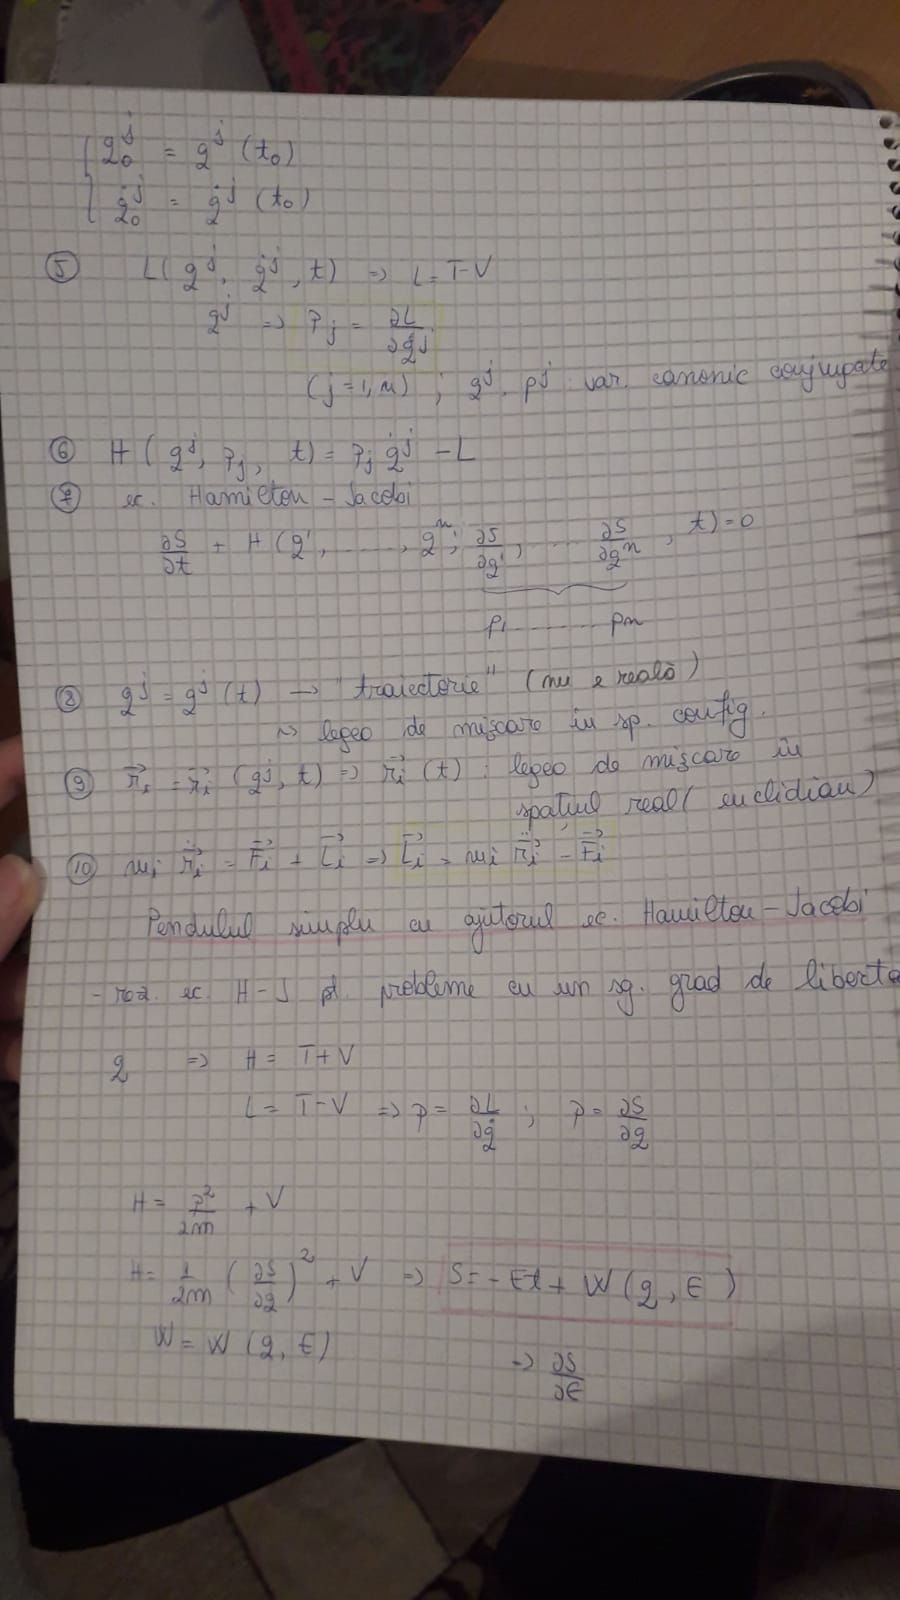 q₀ʲ = qʲ (t₀)
q̇₀ʲ = q̇ʲ (t₀)
⑤ L( qʲ, q̇ʲ, t) => L = T-V
qʲ => pⱼ = ∂L/∂q̇ʲ
(j=1,n) ; qʲ, pʲ var. canonic conjugate
⑥ H ( qʲ, pⱼ, t) = pⱼ q̇ʲ - L
⑦ ec. Hamilton - Jacobi
∂S/∂t + H (q¹, ......, qⁿ; ∂S/∂q¹, ... ∂S/∂qⁿ, t) = 0
p₁ ........ pn
⑧ qʲ = qʲ (t) → "traiectorie" (nu e reală)
~> legea de mișcare în sp. config.
⑨ r⃗ᵢ = r⃗ᵢ (qʲ, t) => r⃗ᵢ (t) : legea de mișcare în
spațiul real ( euclidian)
⑩ mᵢ r̈⃗ᵢ = F⃗ᵢ + L⃗ᵢ => L⃗ᵢ = mᵢ r̈⃗ᵢ - F⃗ᵢ
Pendulul simplu cu ajutorul ec. Hamilton - Jacobi
- rez. ec H-J pt. probleme cu un sg. grad de liberta
q => H = T+V
L = T-V => p = ∂L/∂q̇ ; p = ∂S/∂q
H = p²/2m + V
H = 1/2m (∂S/∂q)² + V => S = -Et + W (q, E)
W = W (q, E)
=> ∂S/∂E